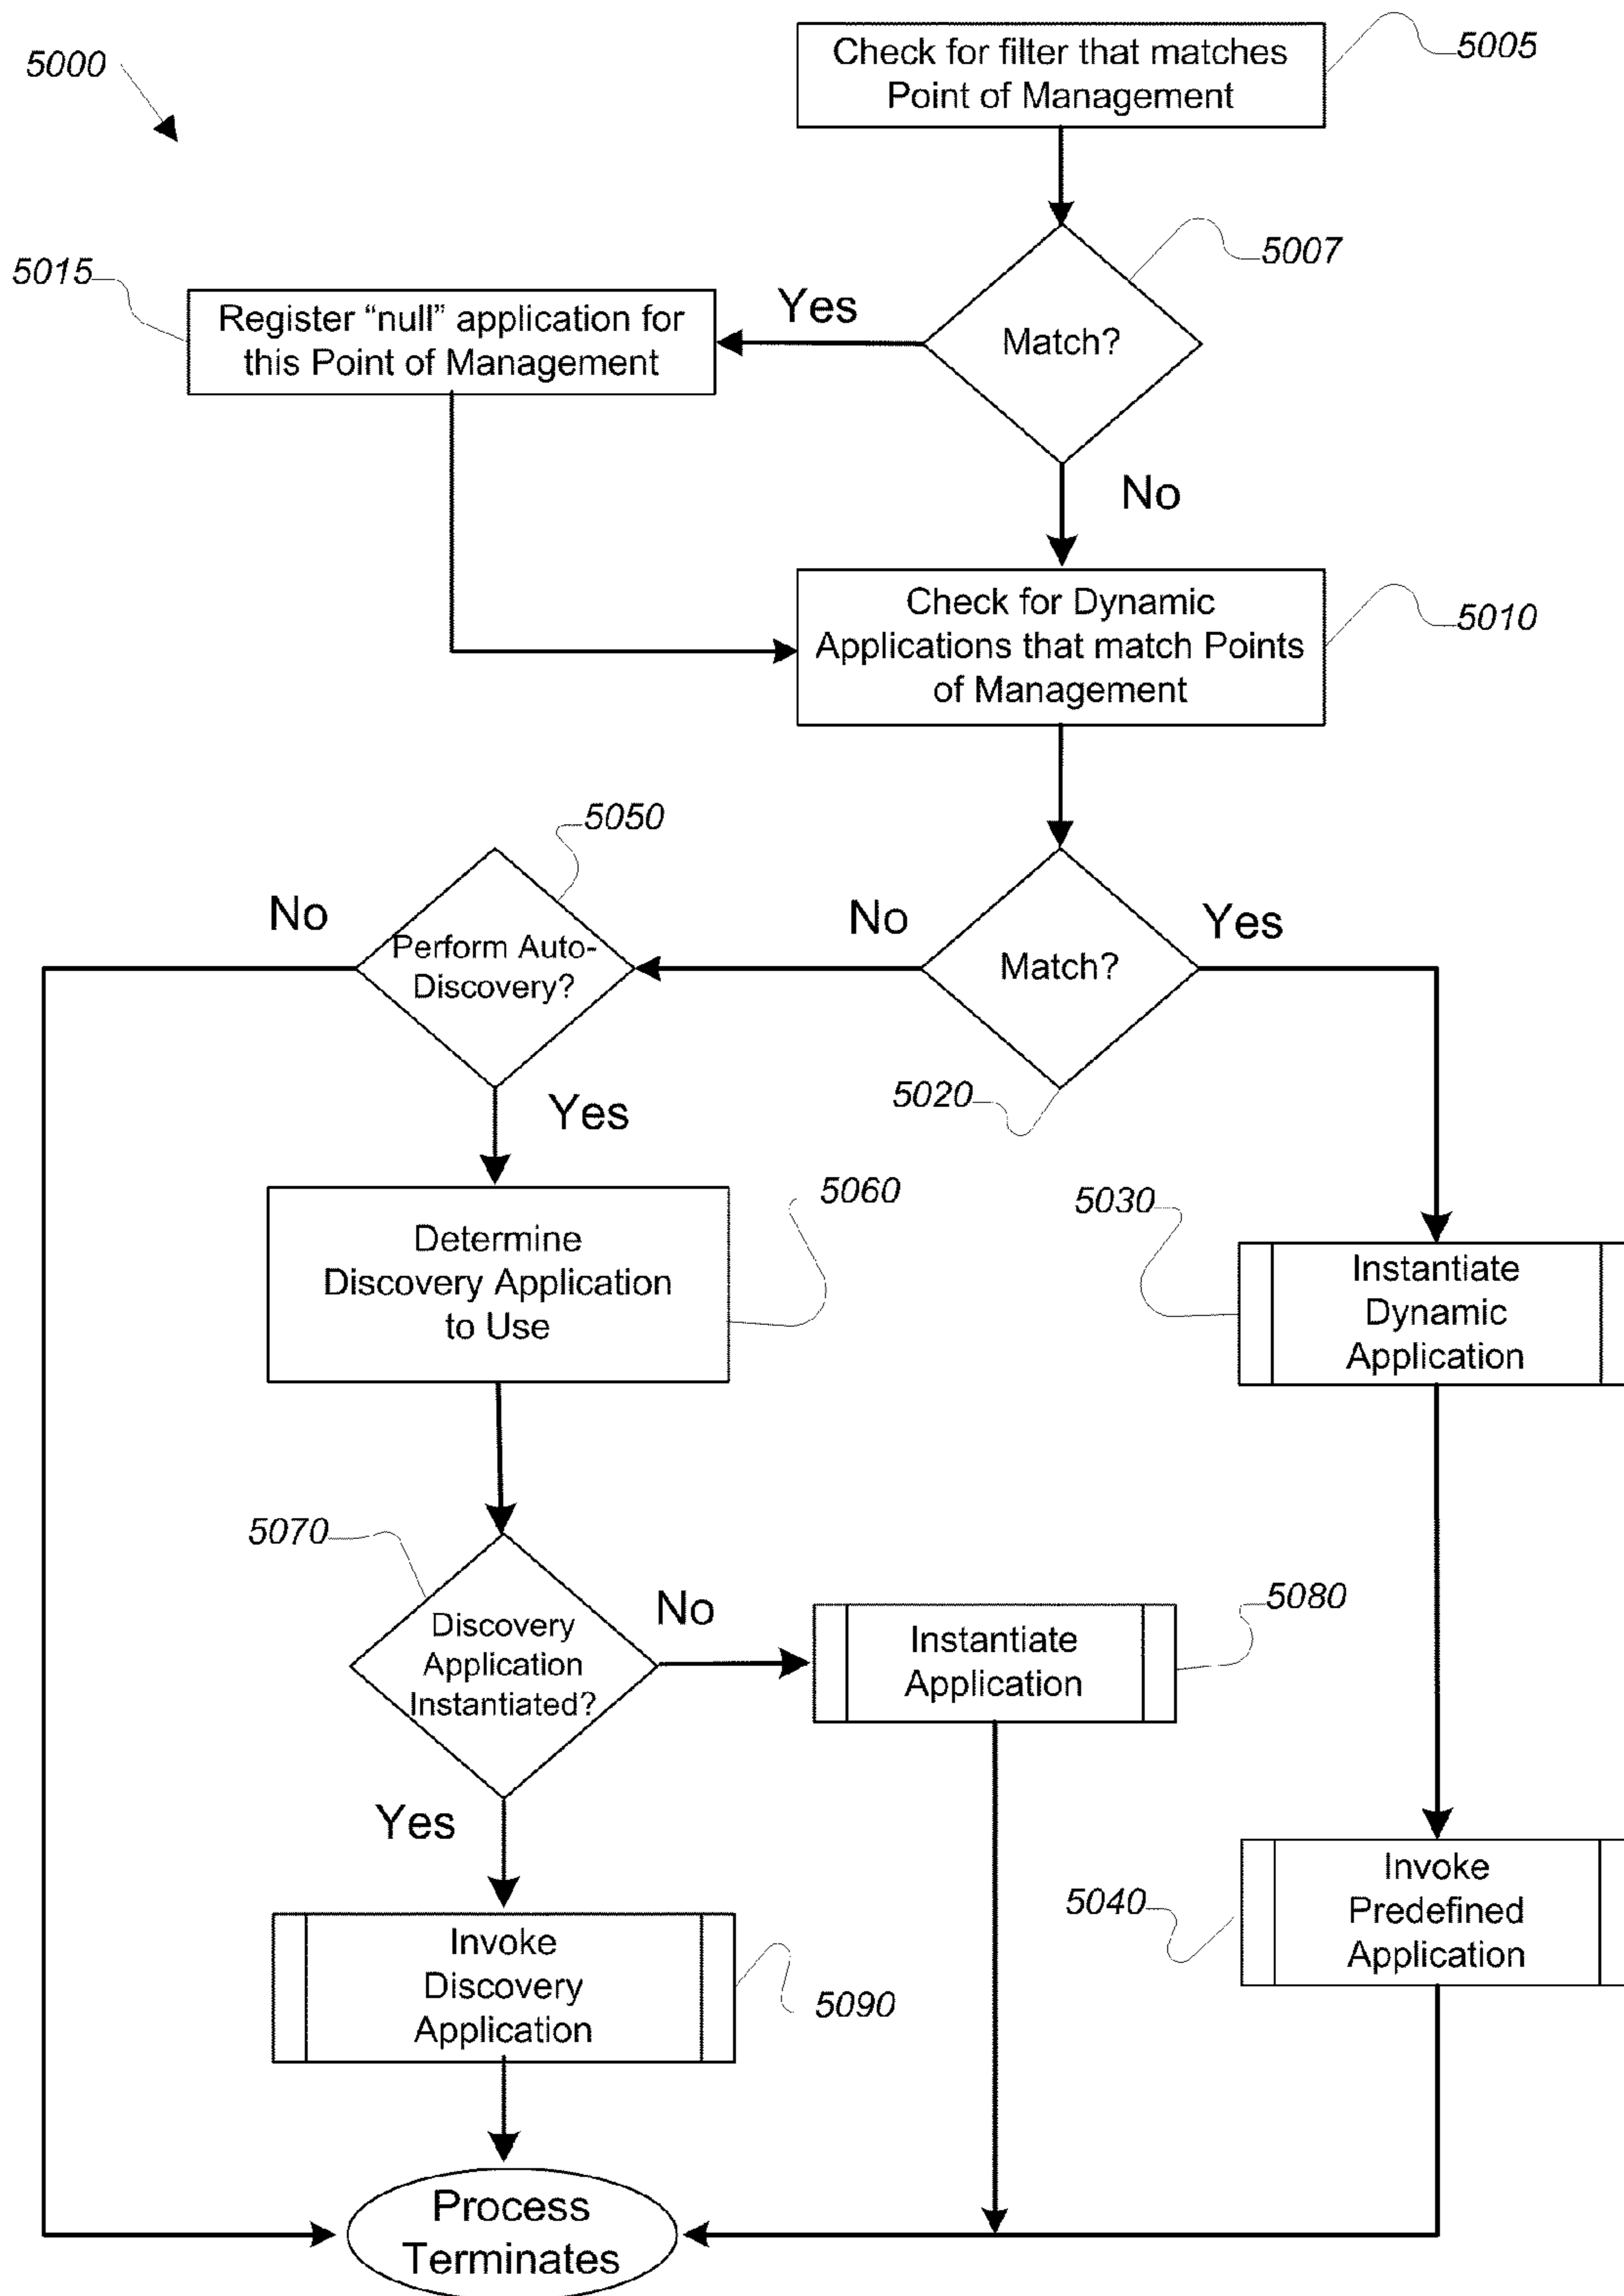 5000
Check for filter that matches
Point of Management
5005
5007
5015
Register “null” application for
this Point of Management
Yes
Match?
No
Check for Dynamic
Applications that match Points
of Management
5010
5050
No
Perform Auto-
Discovery?
No
Match?
Yes
5020
Yes
5060
Determine
Discovery Application
to Use
5030
Instantiate
Dynamic
Application
5070
Discovery
Application
Instantiated?
No
Instantiate
Application
5080
Yes
Invoke
Discovery
Application
5090
5040
Invoke
Predefined
Application
Process
Terminates